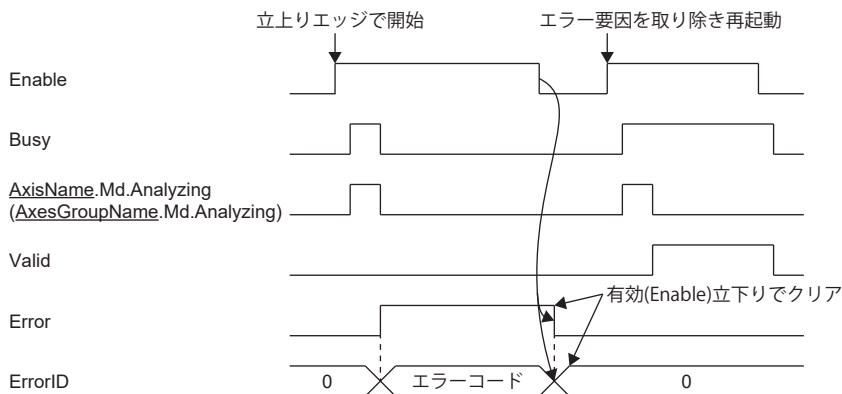 立上りエッジで開始
エラー要因を取り除き再起動
Enable
Busy
AxisName.Md.Analyzing
(AxesGroupName.Md.Analyzing)
Valid
有効(Enable)立下りでクリア
Error
ErrorID
0
エラーコード
0